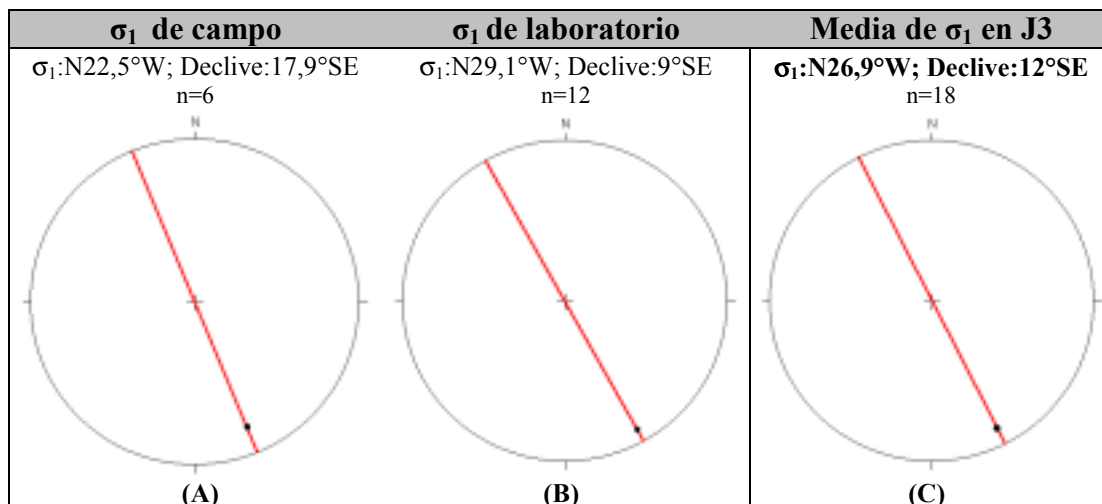 σ₁ de campo
σ₁:N22,5°W; Declive:17,9°SE
n=6
N
(A)
σ₁ de laboratorio
σ₁:N29,1°W; Declive:9°SE
n=12
N
(B)
Media de σ₁ en J3
σ₁:N26,9°W; Declive:12°SE
n=18
N
(C)